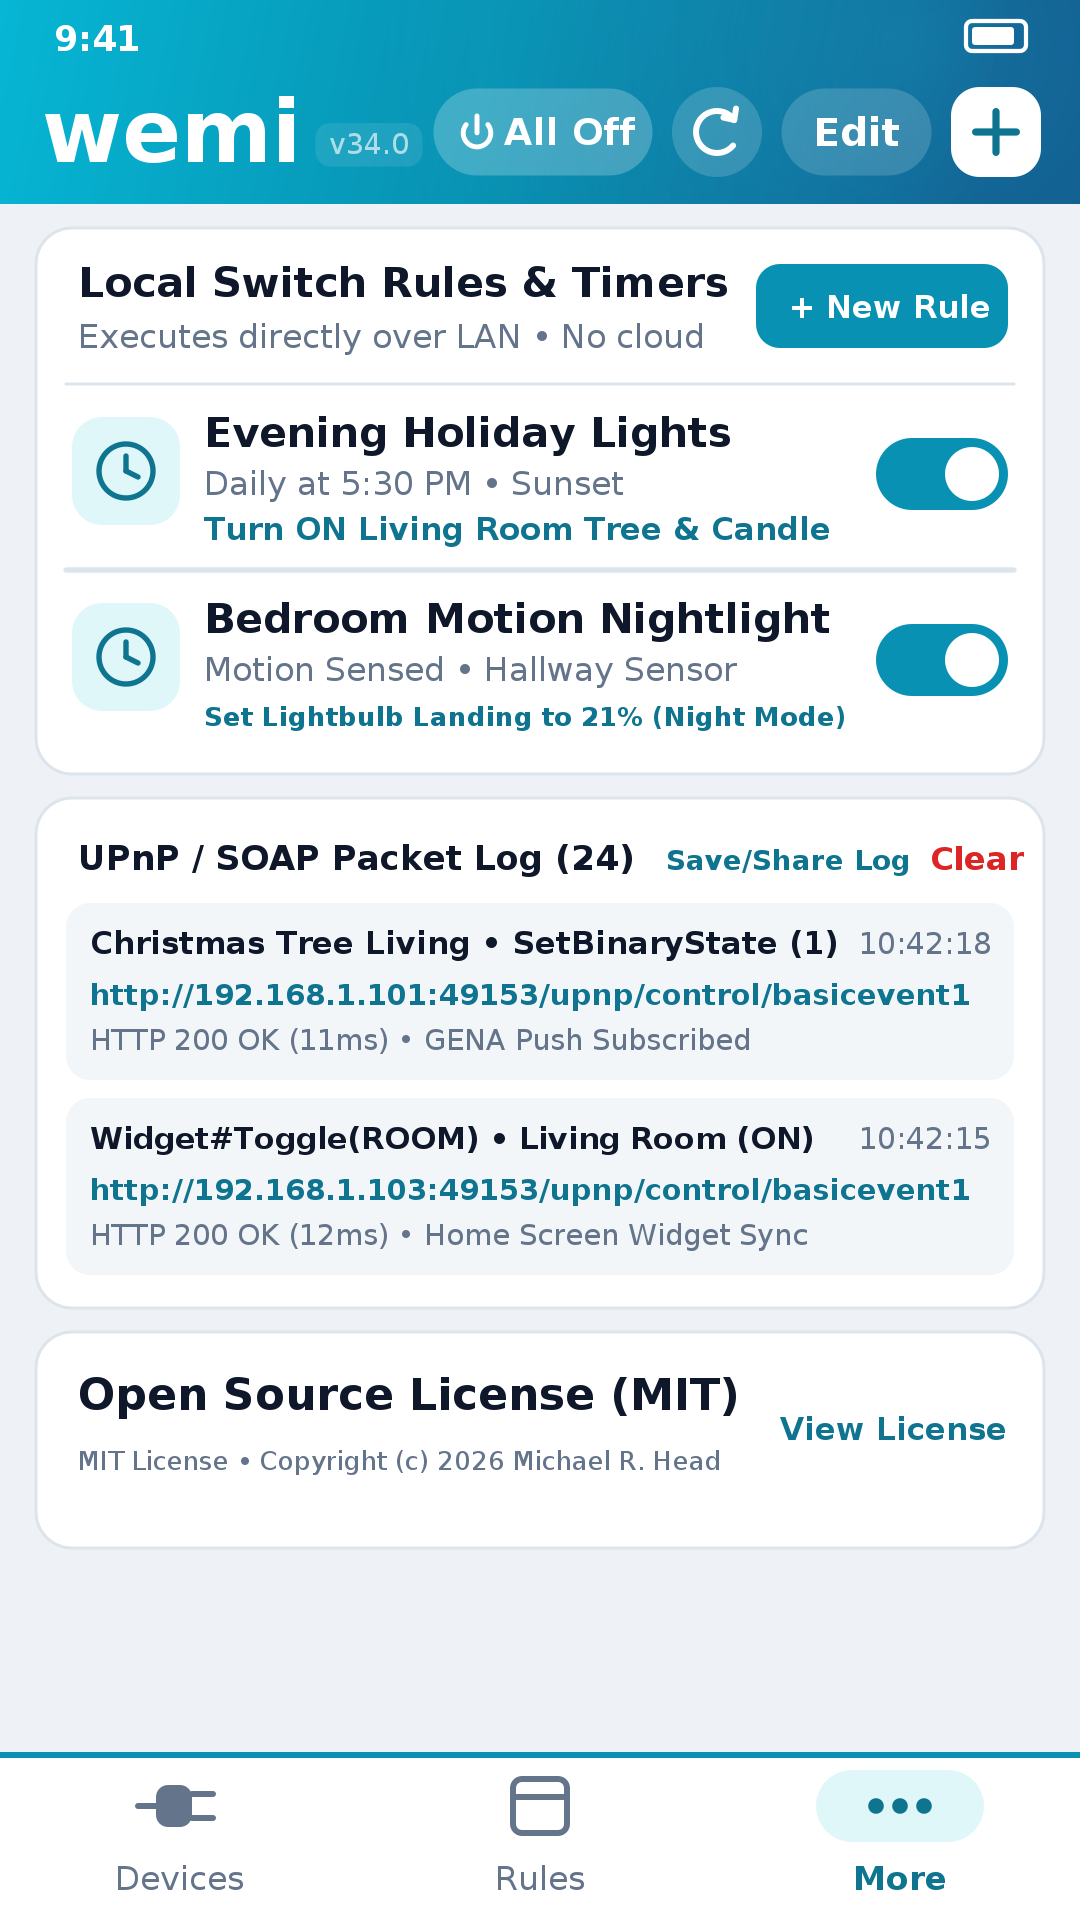 9:41
wemi v34.0 All Off Edit
Local Switch Rules & Timers
+ New Rule
Executes directly over LAN • No cloud
Evening Holiday Lights
Daily at 5:30 PM • Sunset
Turn ON Living Room Tree & Candle
Bedroom Motion Nightlight
Motion Sensed • Hallway Sensor
Set Lightbulb Landing to 21% (Night Mode)
UPnP / SOAP Packet Log (24) Save/Share Log Clear
Christmas Tree Living • SetBinaryState (1) 10:42:18
http://192.168.1.101:49153/upnp/control/basicevent1
HTTP 200 OK (11ms) • GENA Push Subscribed
Widget#Toggle(ROOM) • Living Room (ON) 10:42:15
http://192.168.1.103:49153/upnp/control/basicevent1
HTTP 200 OK (12ms) • Home Screen Widget Sync
Open Source License (MIT)
View License
MIT License • Copyright (c) 2026 Michael R. Head
Devices Rules More